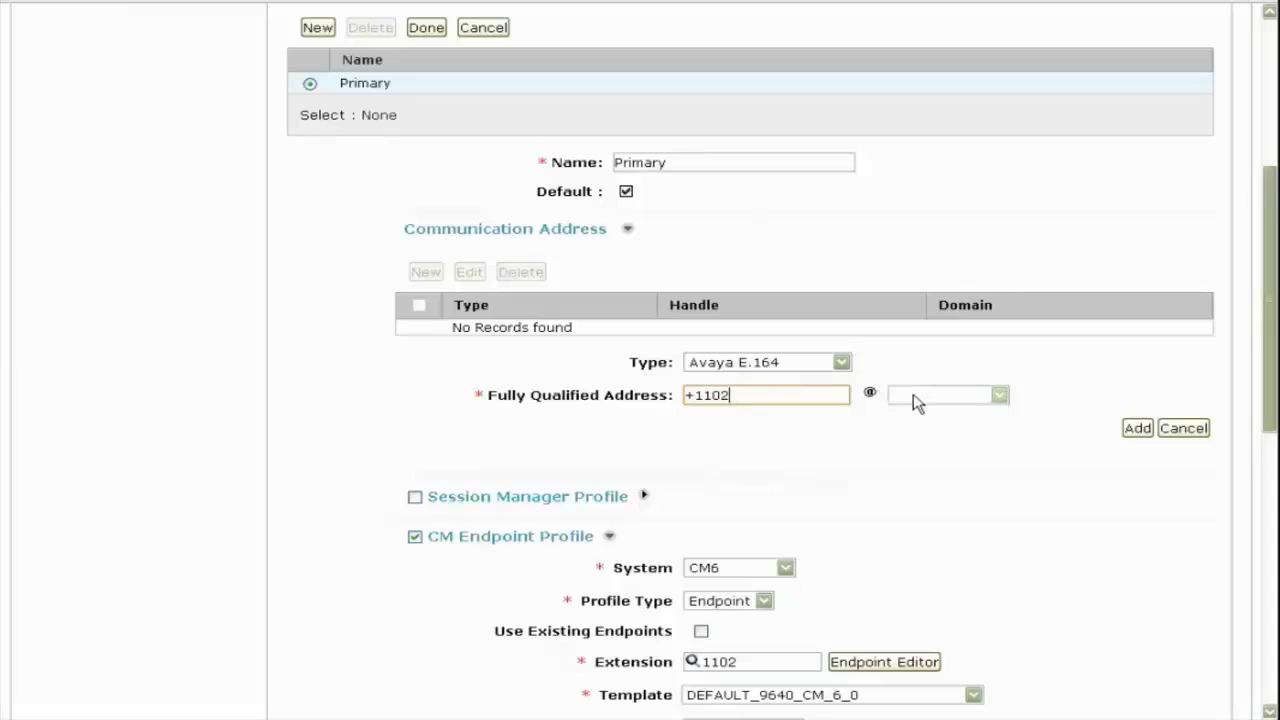 New Delete Done Cancel
Name
Primary
Select : None
* Name: Primary
Default :
Communication Address
New Edit Delete
Type Handle Domain
No Records found
Type: Avaya E.164
* Fully Qualified Address: +1102 @
Add Cancel
Session Manager Profile
CM Endpoint Profile
* System CM6
* Profile Type Endpoint
Use Existing Endpoints
* Extension 1102 Endpoint Editor
* Template DEFAULT_9640_CM_6_0